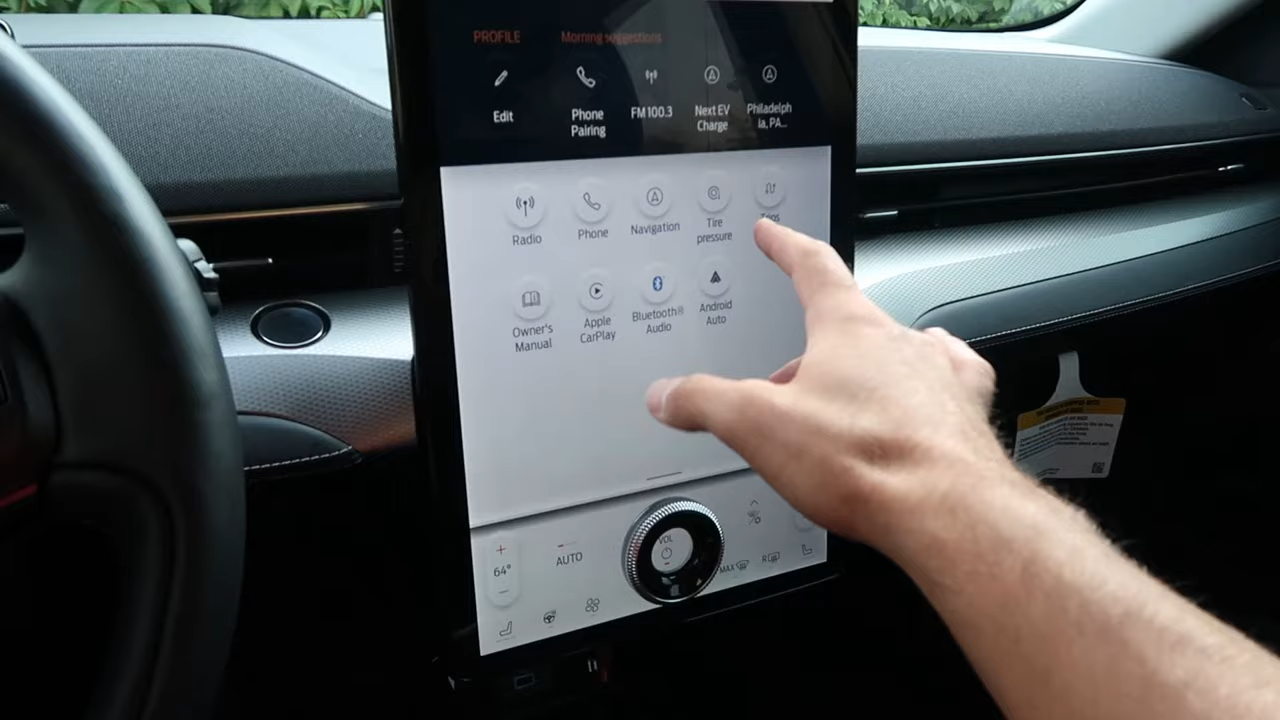 PROFILE
Morning suggestions
Edit
Phone
Pairing
FM 100.3
Next EV
Charge
Philadelph
ia, PA...
Radio
Phone
Navigation
Tire
pressure
Trips
Owner's
Manual
Apple
CarPlay
Bluetooth®
Audio
Android
Auto
+
64°
−
AUTO
VOL
MAX
R